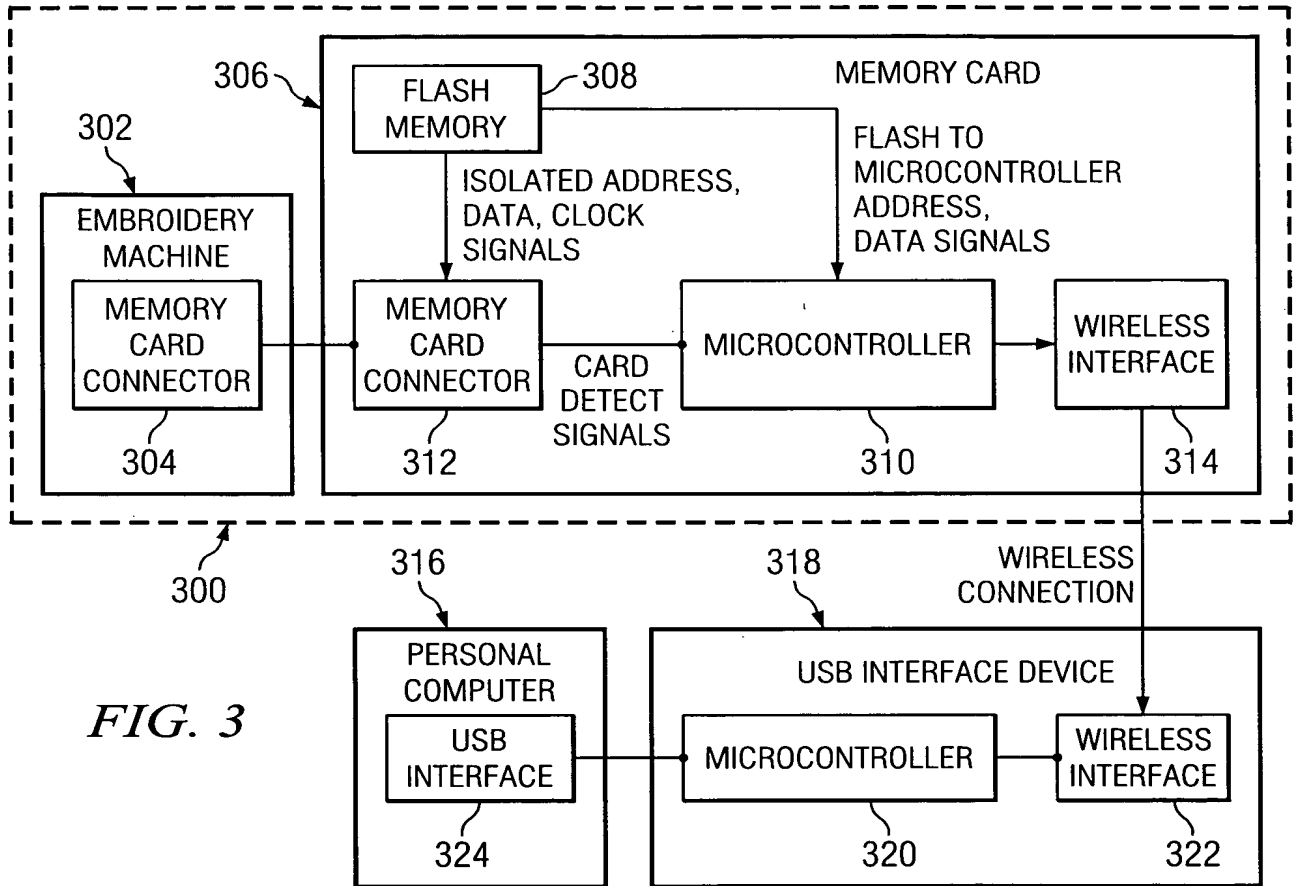 306
FLASH
MEMORY
308
MEMORY CARD
302
EMBROIDERY
MACHINE
ISOLATED ADDRESS,
DATA, CLOCK
SIGNALS
FLASH TO
MICROCONTROLLER
ADDRESS,
DATA SIGNALS
MEMORY
CARD
CONNECTOR
304
MEMORY
CARD
CONNECTOR
312
CARD
DETECT
SIGNALS
MICROCONTROLLER
310
WIRELESS
INTERFACE
314
300
316
318
WIRELESS
CONNECTION
FIG. 3
PERSONAL
COMPUTER
USB
INTERFACE
324
USB INTERFACE DEVICE
MICROCONTROLLER
320
WIRELESS
INTERFACE
322